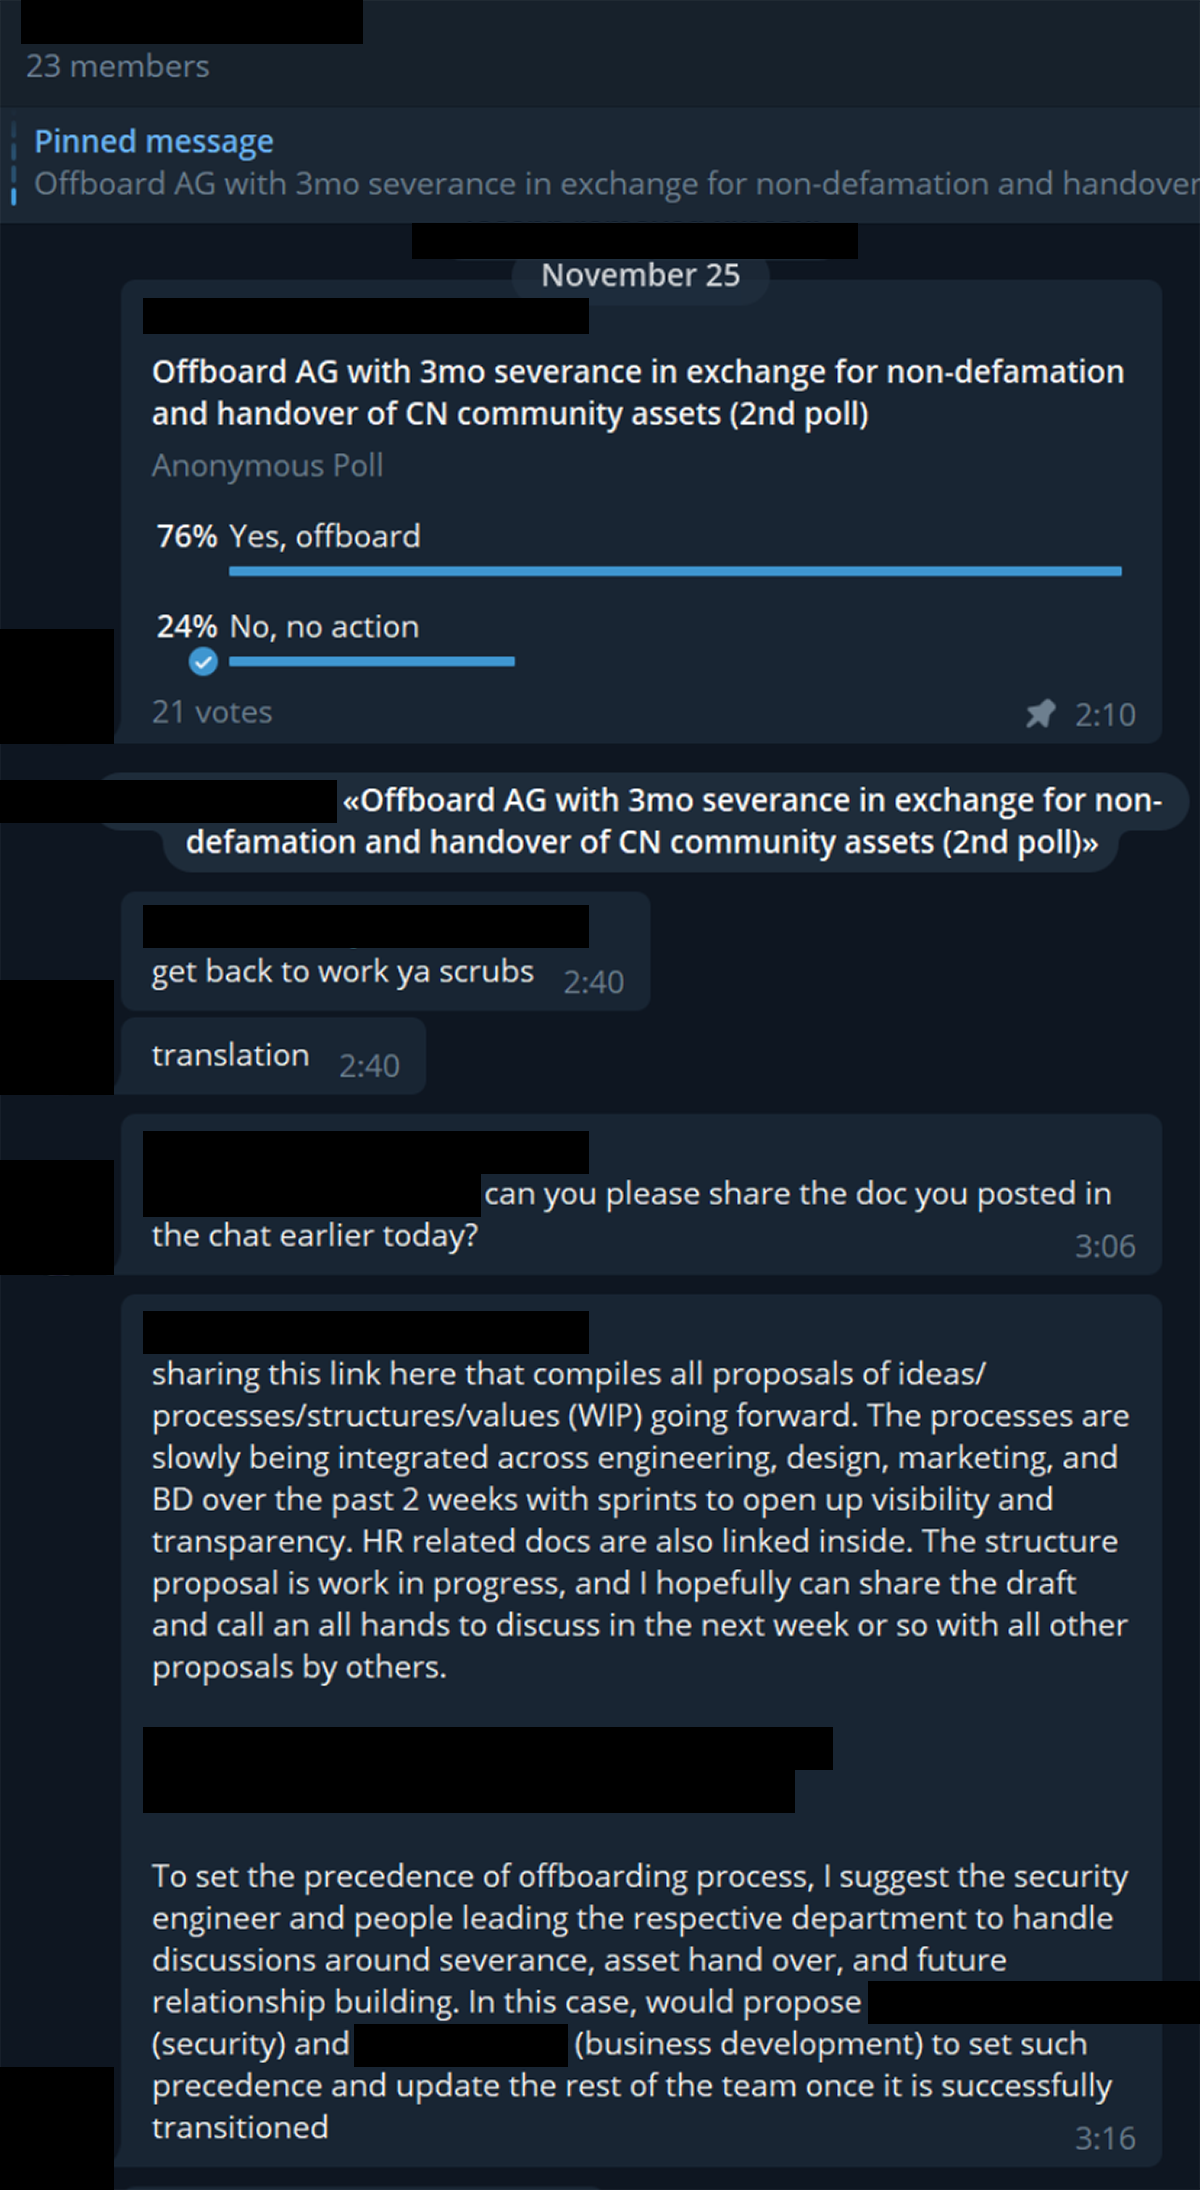 23 members
Pinned message
Offboard AG with 3mo severance in exchange for non-defamation and handover
November 25
Offboard AG with 3mo severance in exchange for non-defamation
and handover of CN community assets (2nd poll)
Anonymous Poll
76% Yes, offboard
24% No, no action
21 votes 2:10
«Offboard AG with 3mo severance in exchange for non-
defamation and handover of CN community assets (2nd poll)»
get back to work ya scrubs 2:40
translation 2:40
can you please share the doc you posted in
the chat earlier today? 3:06
sharing this link here that compiles all proposals of ideas/
processes/structures/values (WIP) going forward. The processes are
slowly being integrated across engineering, design, marketing, and
BD over the past 2 weeks with sprints to open up visibility and
transparency. HR related docs are also linked inside. The structure
proposal is work in progress, and I hopefully can share the draft
and call an all hands to discuss in the next week or so with all other
proposals by others.
To set the precedence of offboarding process, I suggest the security
engineer and people leading the respective department to handle
discussions around severance, asset hand over, and future
relationship building. In this case, would propose
(security) and (business development) to set such
precedence and update the rest of the team once it is successfully
transitioned 3:16